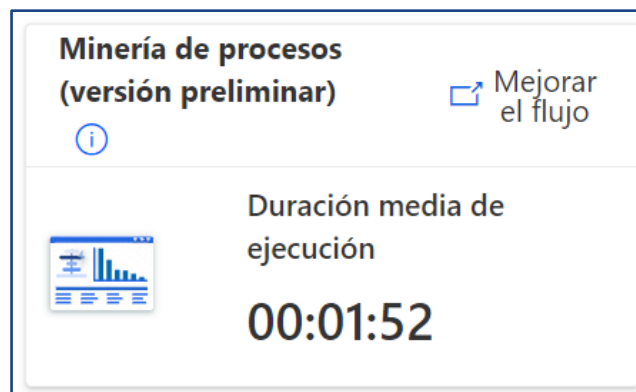 Minería de procesos
(versión preliminar)
Mejorar
el flujo
Duración media de
ejecución
00:01:52